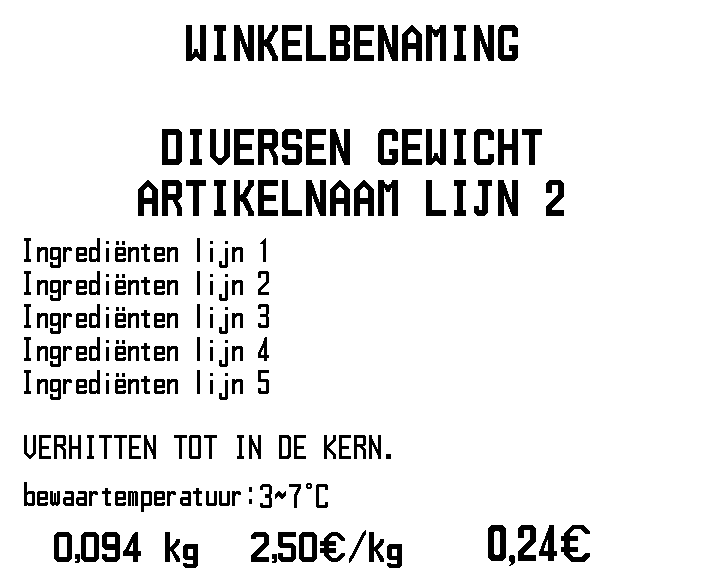 WINKELBENAMING
DIVERSEN GEWICHT
ARTIKELNAAM LIJN 2
Ingrediënten lijn 1
Ingrediënten lijn 2
Ingrediënten lijn 3
Ingrediënten lijn 4
Ingrediënten lijn 5
VERHITTEN TOT IN DE KERN.
bewaartemperatuur:3~7°C
0,094 kg 2,50€/kg 0,24€